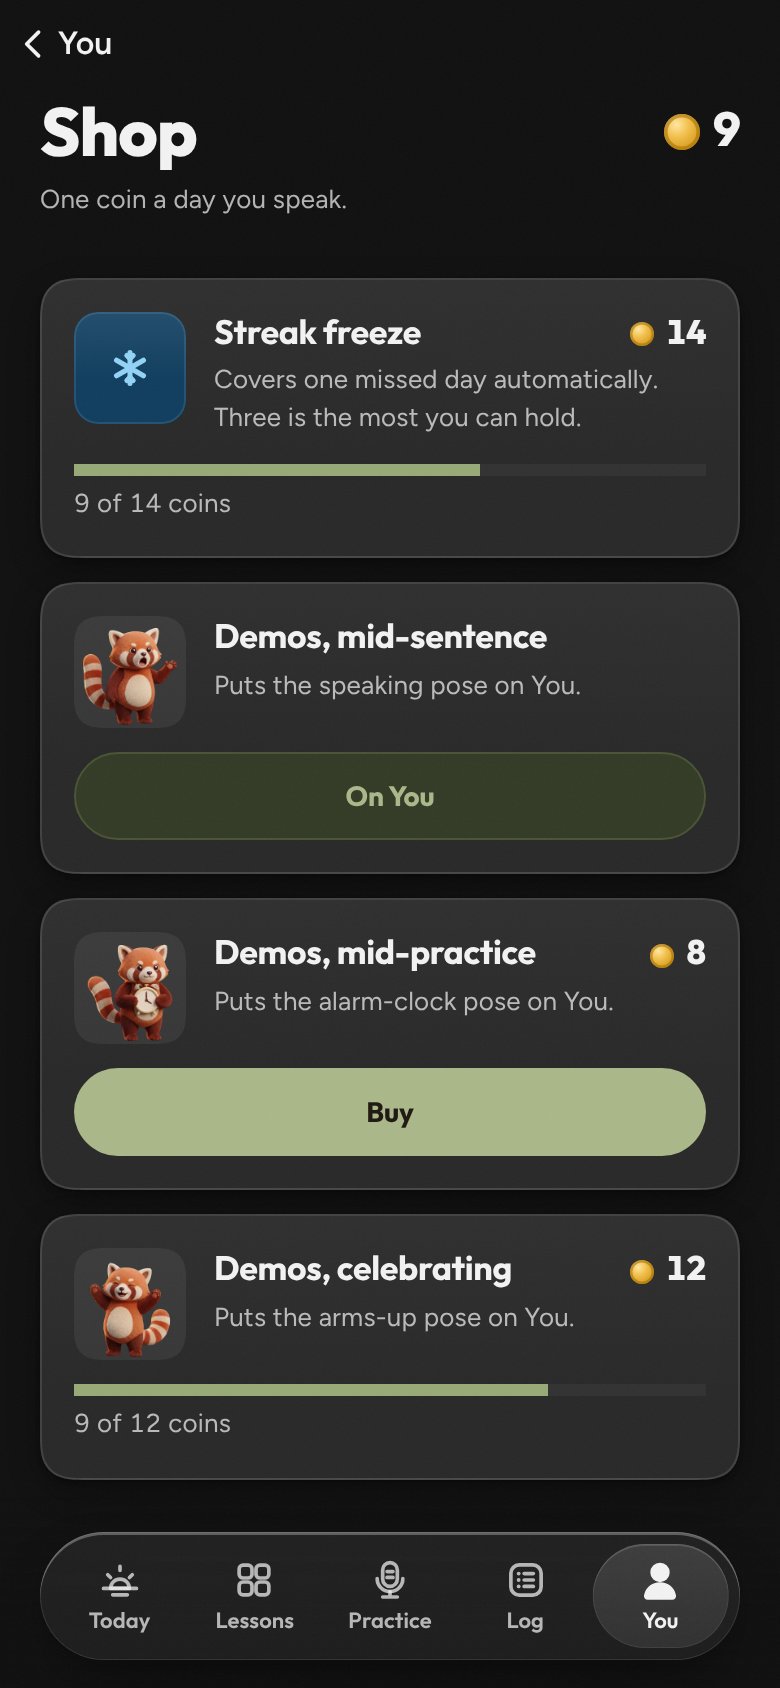 You
Shop
9
One coin a day you speak.
Streak freeze
14
Covers one missed day automatically.
Three is the most you can hold.
9 of 14 coins
Demos, mid-sentence
Puts the speaking pose on You.
On You
Demos, mid-practice
8
Puts the alarm-clock pose on You.
Buy
Demos, celebrating
12
Puts the arms-up pose on You.
9 of 12 coins
Today
Lessons
Practice
Log
You